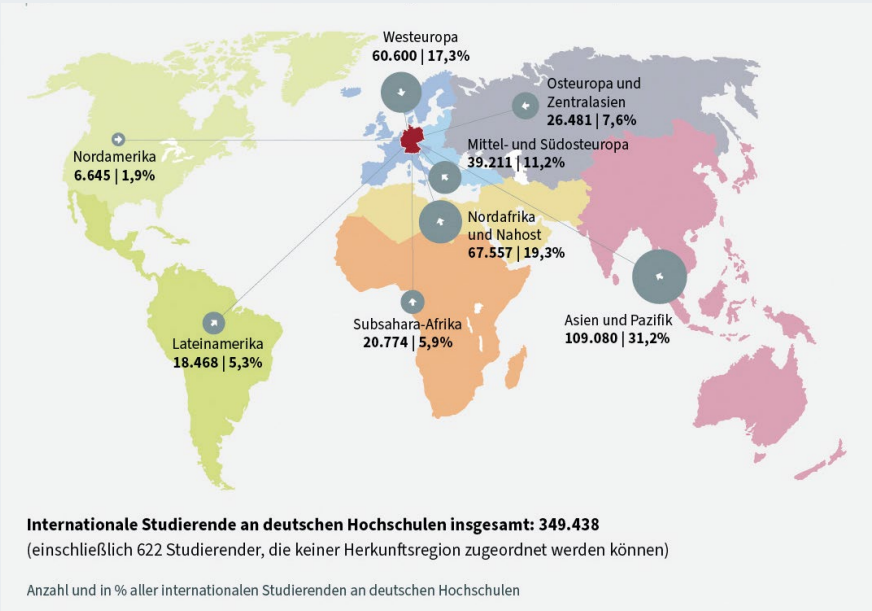 Westeuropa
60.600 | 17,3%
Osteuropa und
Zentralasien
26.481 | 7,6%
Nordamerika
6.645 | 1,9%
Mittel- und Südosteuropa
39.211 | 11,2%
Nordafrika
und Nahost
67.557 | 19,3%
Subsahara-Afrika
20.774 | 5,9%
Asien und Pazifik
109.080 | 31,2%
Lateinamerika
18.468 | 5,3%
Internationale Studierende an deutschen Hochschulen insgesamt: 349.438
(einschließlich 622 Studierender, die keiner Herkunftsregion zugeordnet werden können)
Anzahl und in % aller internationalen Studierenden an deutschen Hochschulen